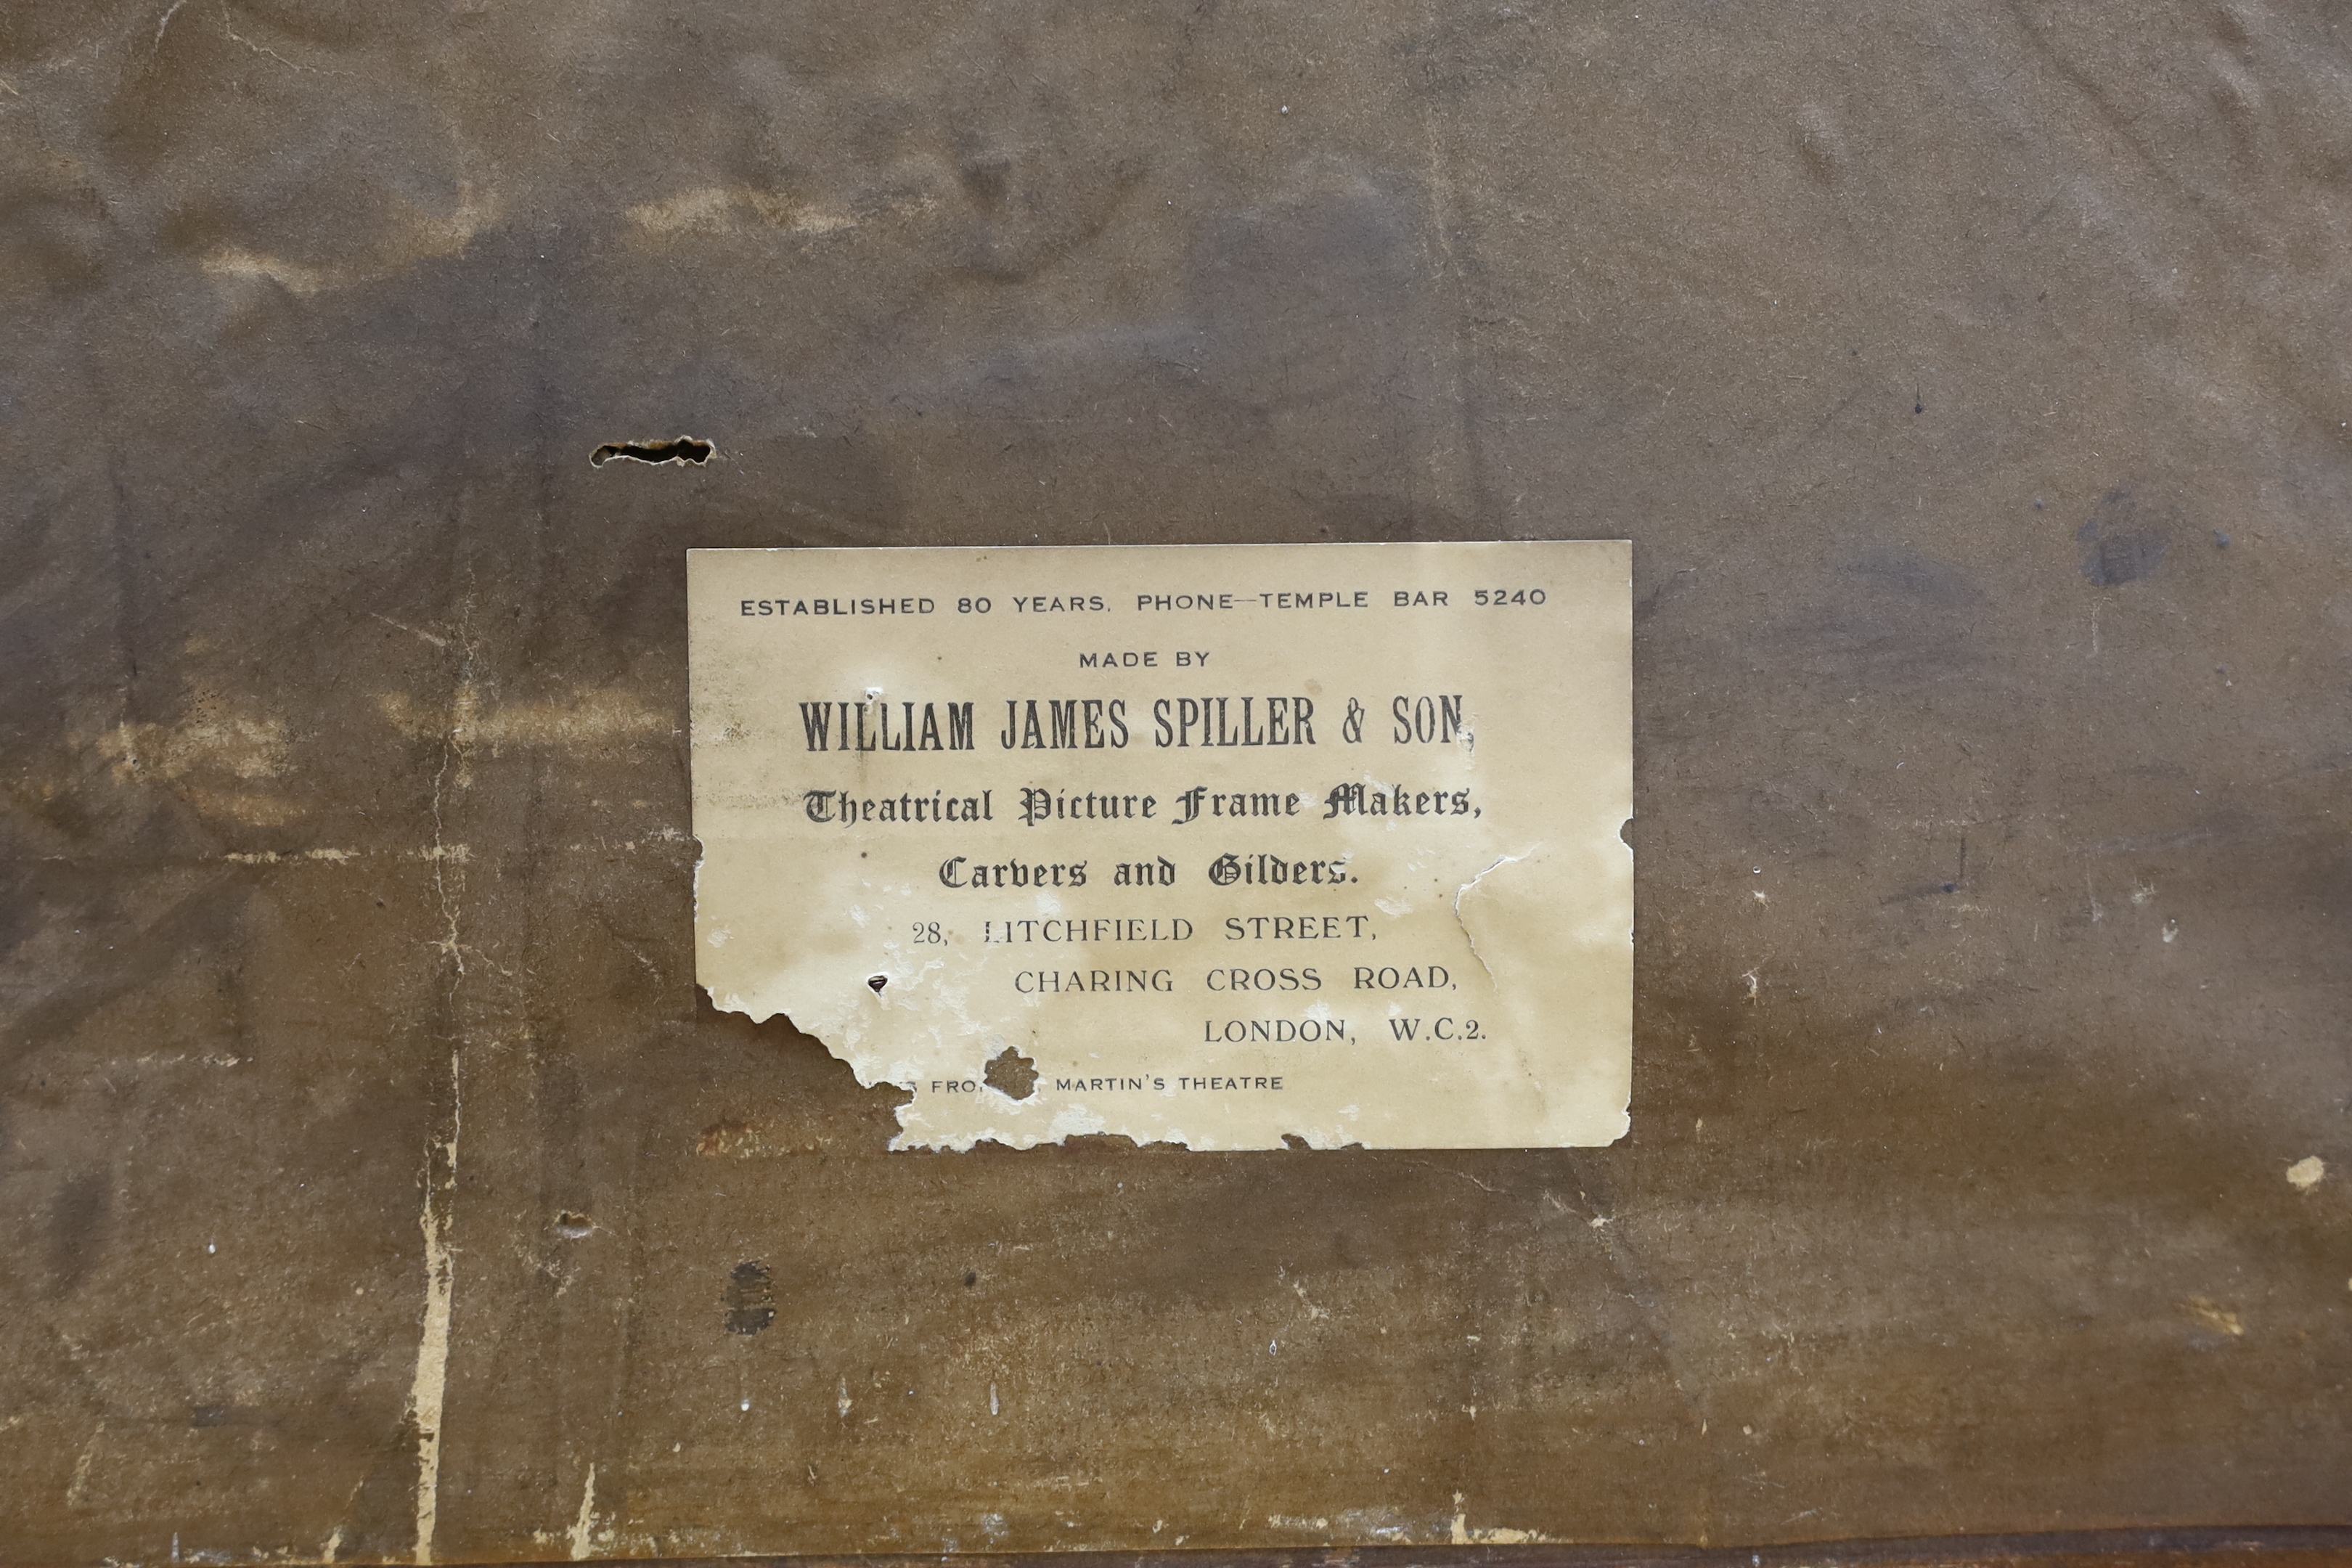 ESTABLISHED 80 YEARS. PHONE—TEMPLE BAR 5240
MADE BY
WILLIAM JAMES SPILLER & SON,
Theatrical Picture Frame Makers,
Carvers and Gilders.
28, LITCHFIELD STREET,
CHARING CROSS ROAD,
LONDON, W.C.2.
MARTIN'S THEATRE